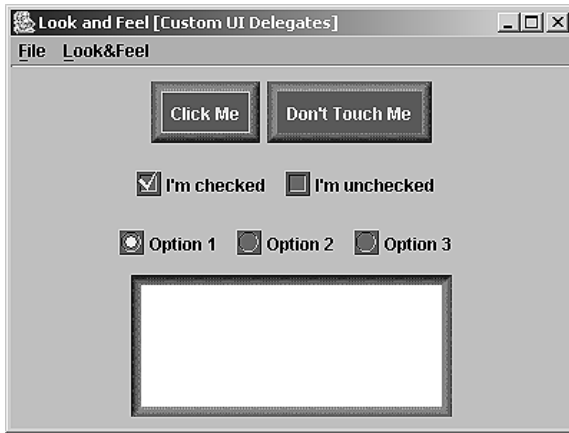 Look and Feel [Custom UI Delegates]
File Look&Feel
Click Me Don't Touch Me
I'm checked I'm unchecked
Option 1 Option 2 Option 3